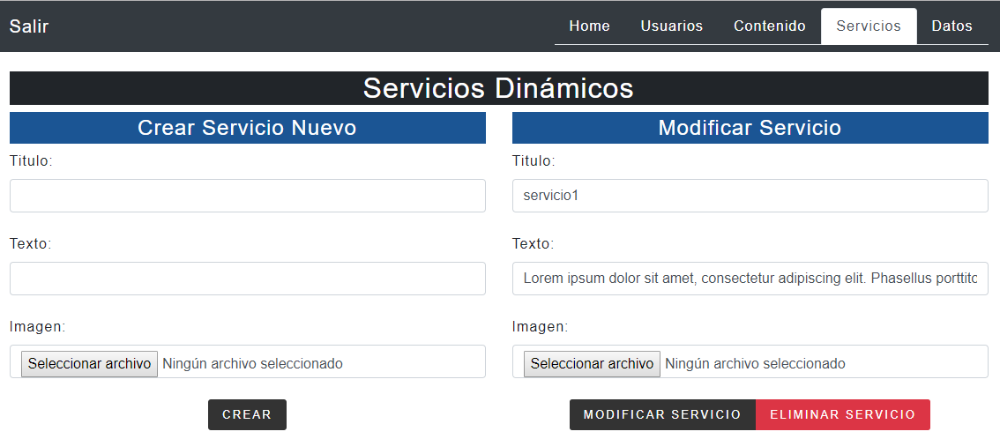 Salir
Home Usuarios Contenido Servicios Datos
Servicios Dinámicos
Crear Servicio Nuevo
Titulo:
Texto:
Imagen:
Seleccionar archivo Ningún archivo seleccionado
CREAR
Modificar Servicio
Titulo:
servicio1
Texto:
Lorem ipsum dolor sit amet, consectetur adipiscing elit. Phasellus porttitc
Imagen:
Seleccionar archivo Ningún archivo seleccionado
MODIFICAR SERVICIO ELIMINAR SERVICIO